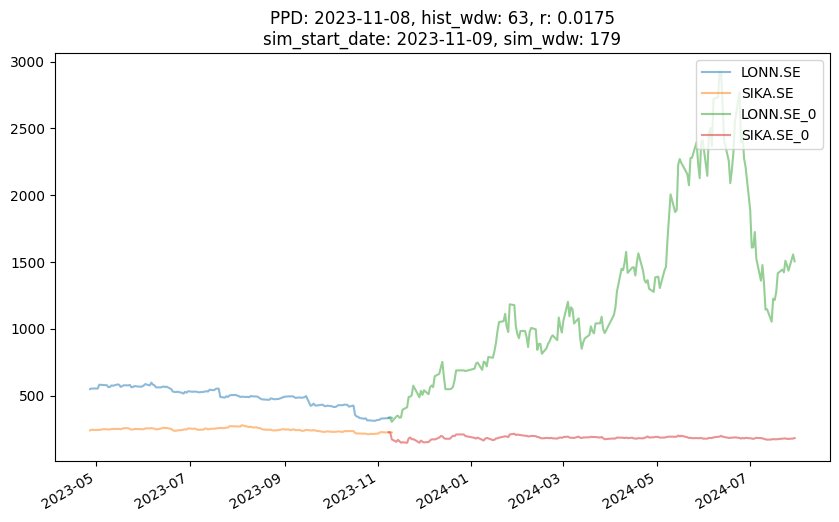 PPD: 2023-11-08, hist_wdw: 63, r: 0.0175
sim_start_date: 2023-11-09, sim_wdw: 179
LONN.SE
SIKA.SE
LONN.SE_0
SIKA.SE_0
3000
2500
2000
1500
1000
500
2023-05
2023-07
2023-09
2023-11
2024-01
2024-03
2024-05
2024-07